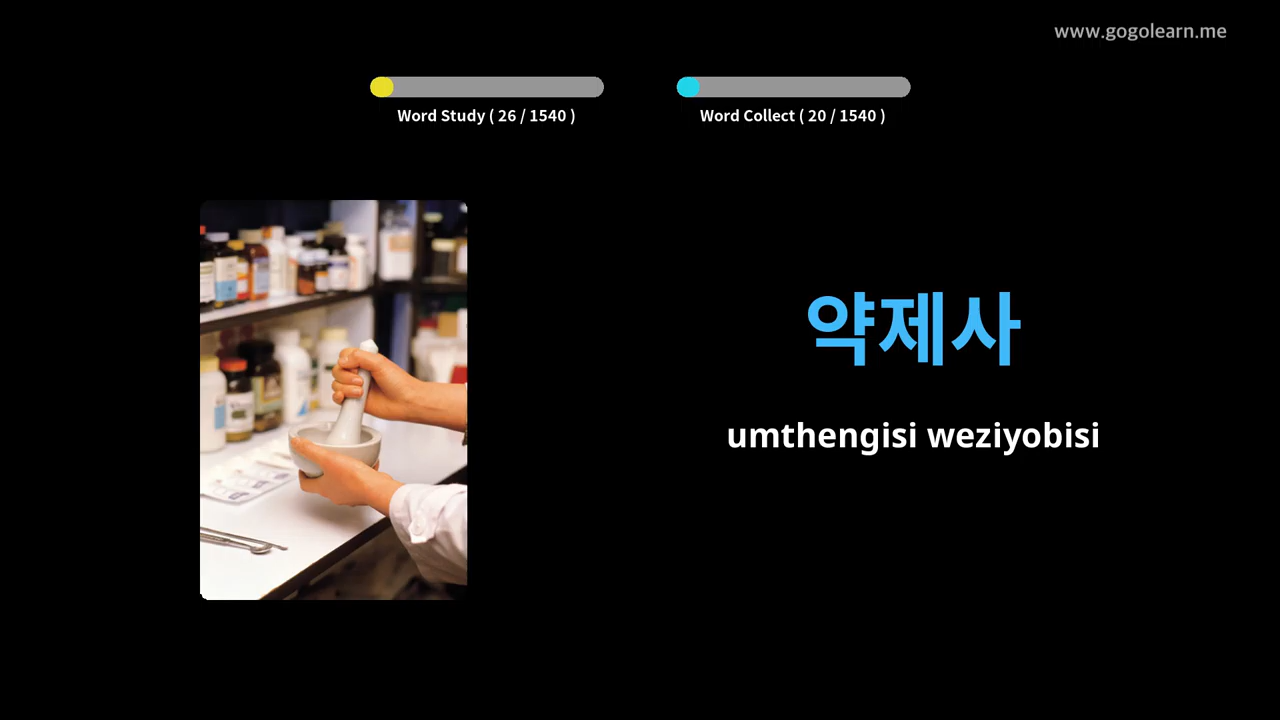 www.gogolearn.me
Word Study ( 26 / 1540 )
Word Collect ( 20 / 1540 )
약제사
umthengisi weziyobisi